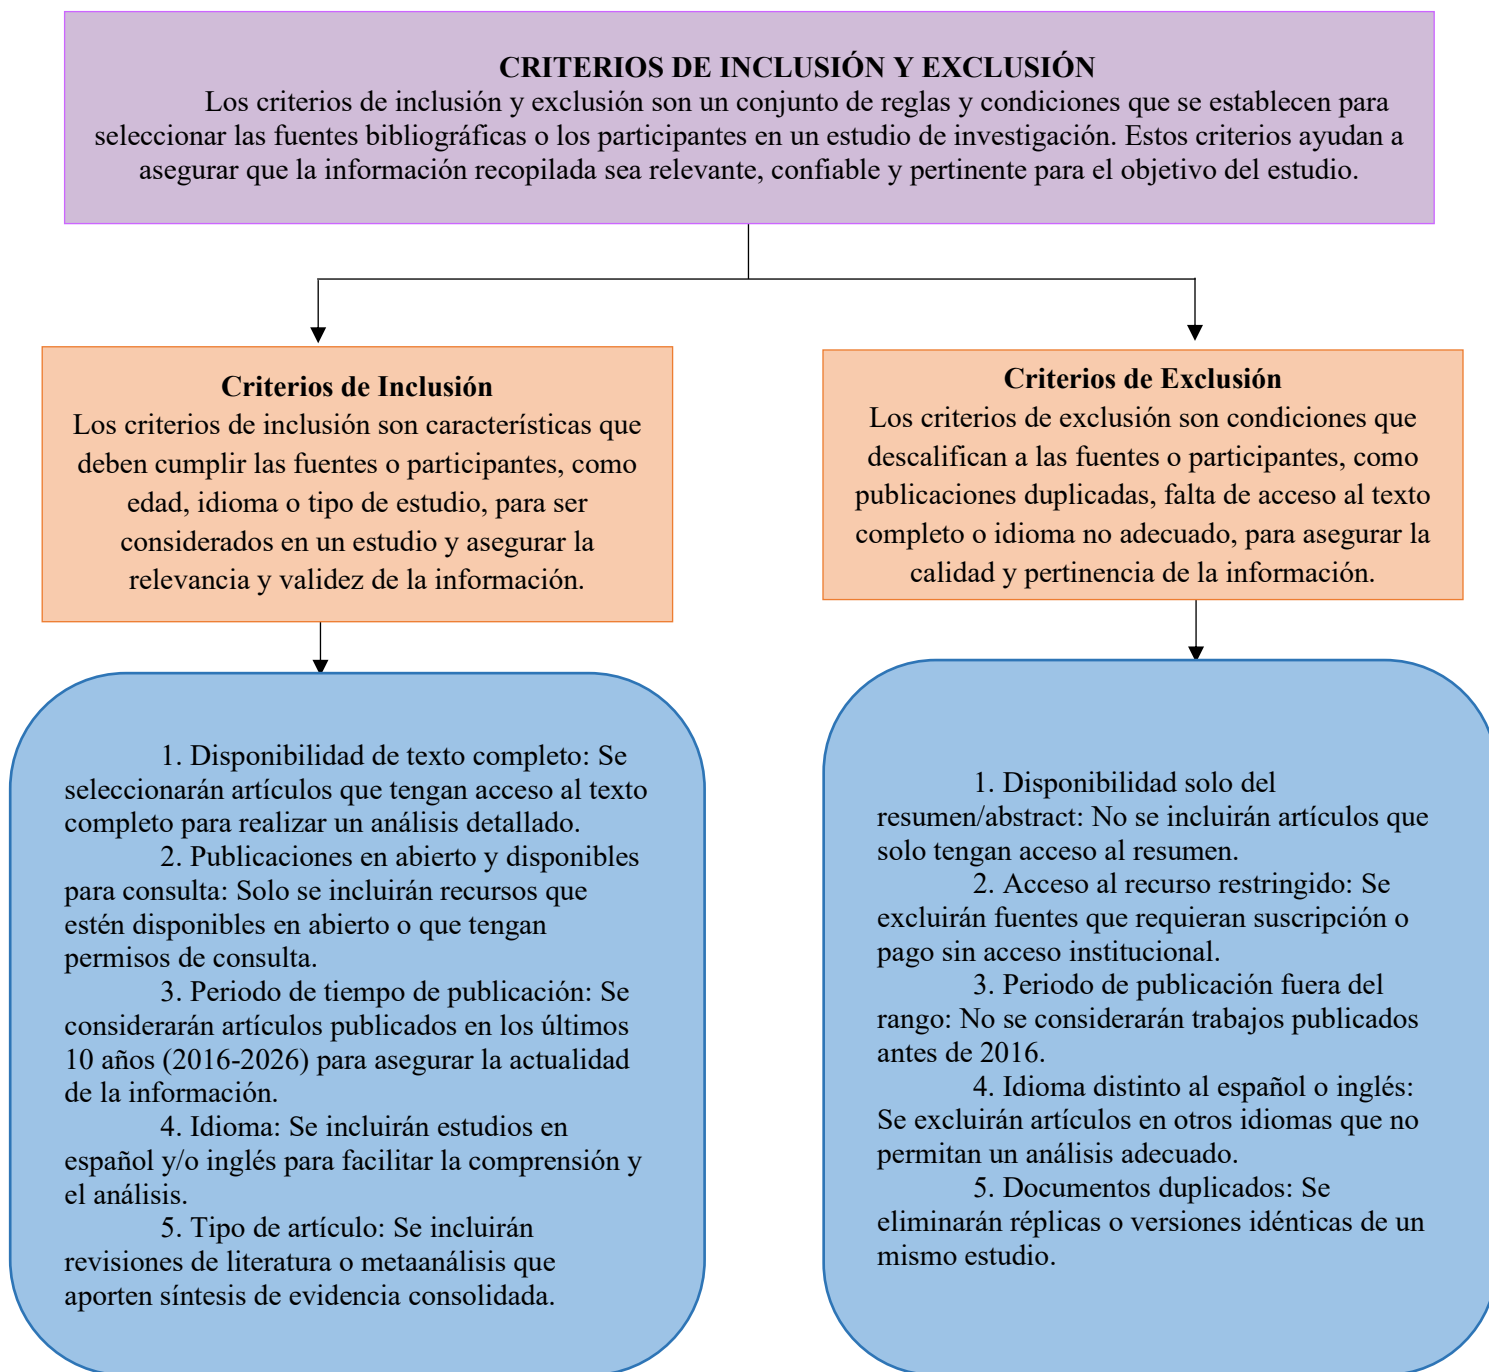 CRITERIOS DE INCLUSIÓN Y EXCLUSIÓN
Los criterios de inclusión y exclusión son un conjunto de reglas y condiciones que se establecen para
seleccionar las fuentes bibliográficas o los participantes en un estudio de investigación. Estos criterios ayudan a
asegurar que la información recopilada sea relevante, confiable y pertinente para el objetivo del estudio.
Criterios de Inclusión
Los criterios de inclusión son características que
deben cumplir las fuentes o participantes, como
edad, idioma o tipo de estudio, para ser
considerados en un estudio y asegurar la
relevancia y validez de la información.
Criterios de Exclusión
Los criterios de exclusión son condiciones que
descalifican a las fuentes o participantes, como
publicaciones duplicadas, falta de acceso al texto
completo o idioma no adecuado, para asegurar la
calidad y pertinencia de la información.
1. Disponibilidad de texto completo: Se
seleccionarán artículos que tengan acceso al texto
completo para realizar un análisis detallado.
2. Publicaciones en abierto y disponibles
para consulta: Solo se incluirán recursos que
estén disponibles en abierto o que tengan
permisos de consulta.
3. Periodo de tiempo de publicación: Se
considerarán artículos publicados en los últimos
10 años (2016-2026) para asegurar la actualidad
de la información.
4. Idioma: Se incluirán estudios en
español y/o inglés para facilitar la comprensión y
el análisis.
5. Tipo de artículo: Se incluirán
revisiones de literatura o metaanálisis que
aporten síntesis de evidencia consolidada.
1. Disponibilidad solo del
resumen/abstract: No se incluirán artículos que
solo tengan acceso al resumen.
2. Acceso al recurso restringido: Se
excluirán fuentes que requieran suscripción o
pago sin acceso institucional.
3. Periodo de publicación fuera del
rango: No se considerarán trabajos publicados
antes de 2016.
4. Idioma distinto al español o inglés:
Se excluirán artículos en otros idiomas que no
permitan un análisis adecuado.
5. Documentos duplicados: Se
eliminarán réplicas o versiones idénticas de un
mismo estudio.